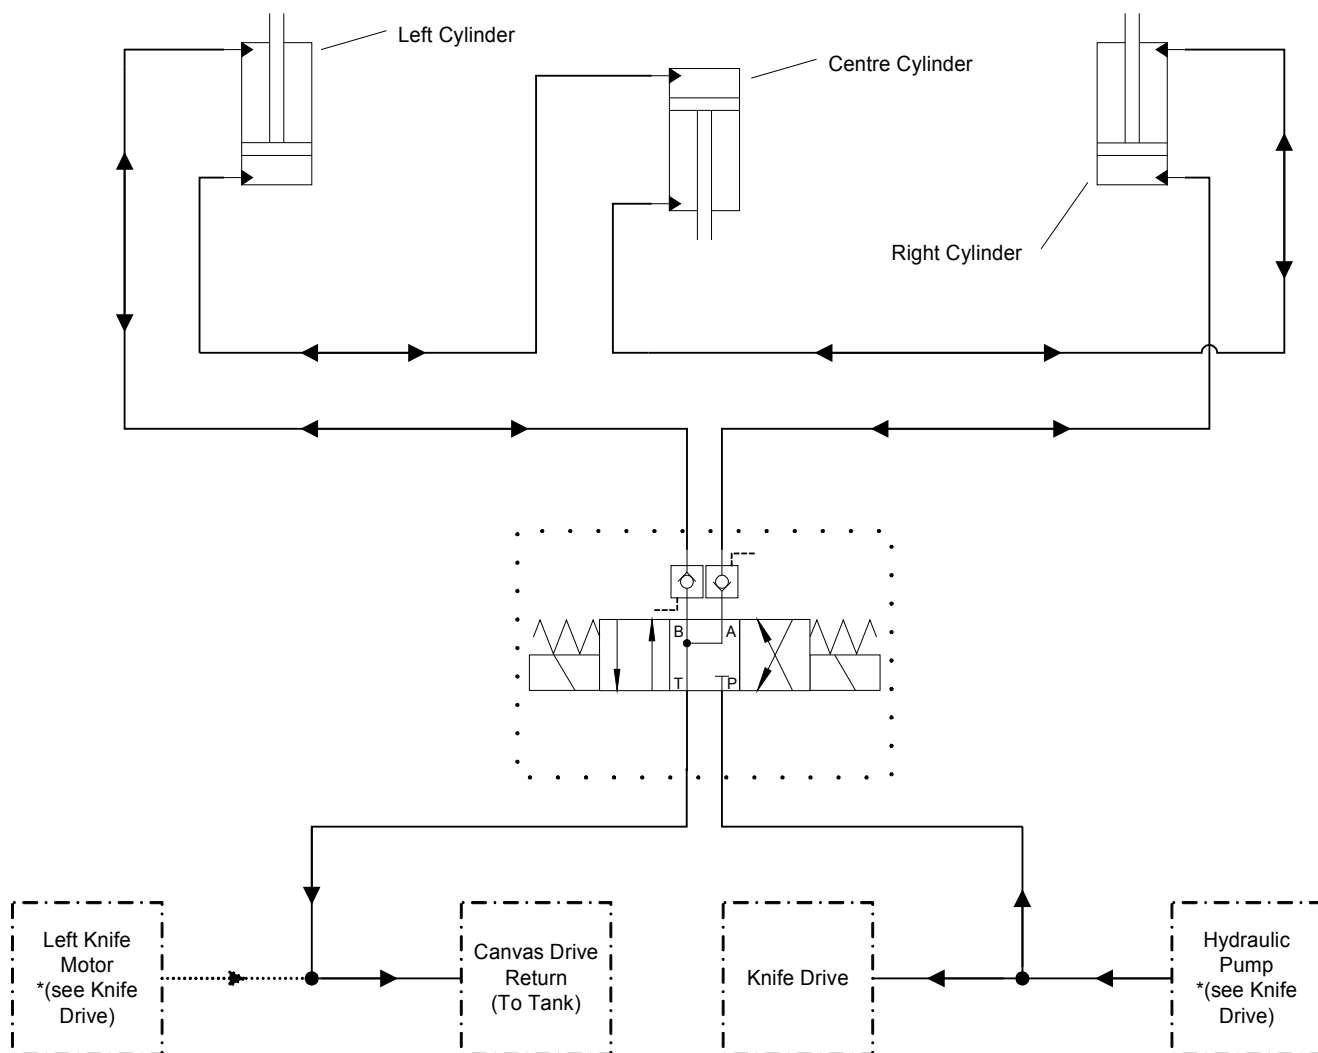 Left Cylinder
Centre Cylinder
Right Cylinder
B
A
T
P
Left Knife
Motor
*(see Knife
Drive)
Canvas Drive
Return
(To Tank)
Knife Drive
Hydraulic
Pump
*(see Knife
Drive)